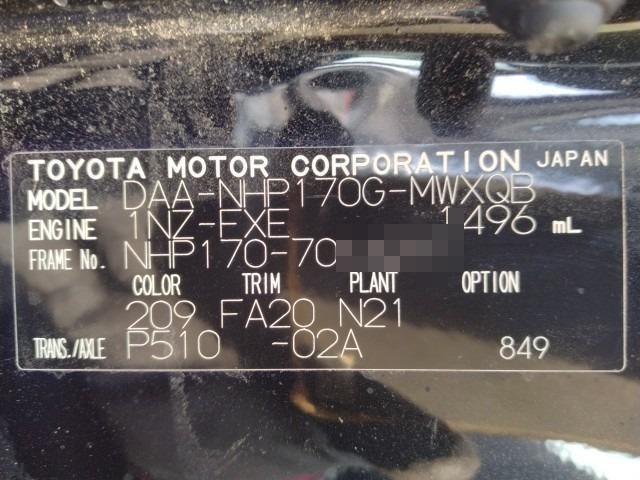 TOYOTA MOTOR CORPORATION JAPAN
MODEL DAA-NHP170G-MWXQB
ENGINE 1NZ-FXE 1496 mL
FRAME No. NHP170-70
COLOR TRIM PLANT OPTION
209 FA20 N21
TRANS./AXLE P510 -02A 849